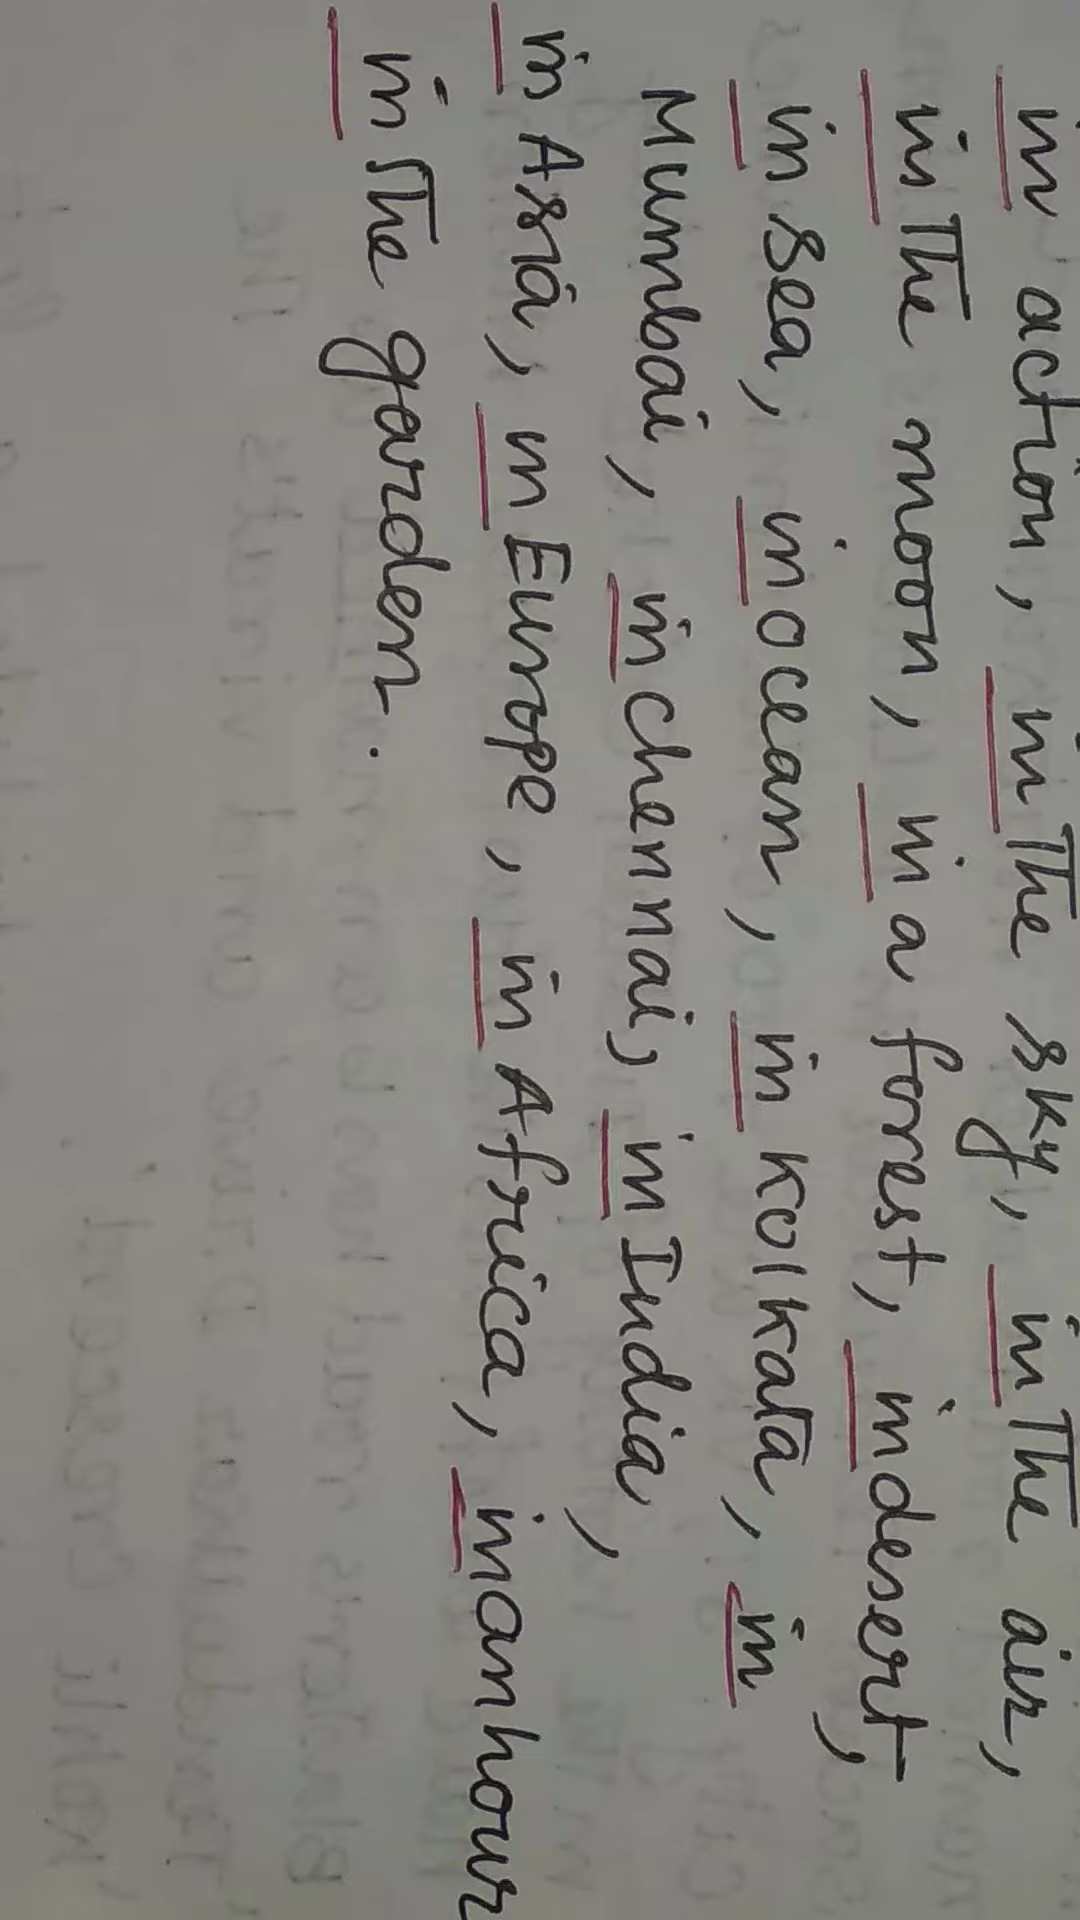 in action, in The sky, in The air,
in The moon, in a forest, in desert,
in sea, in ocean, in kolkata, in
Mumbai, in chennai, in India,
in Asia, in Europe, in Africa, in an hour
in The garden.